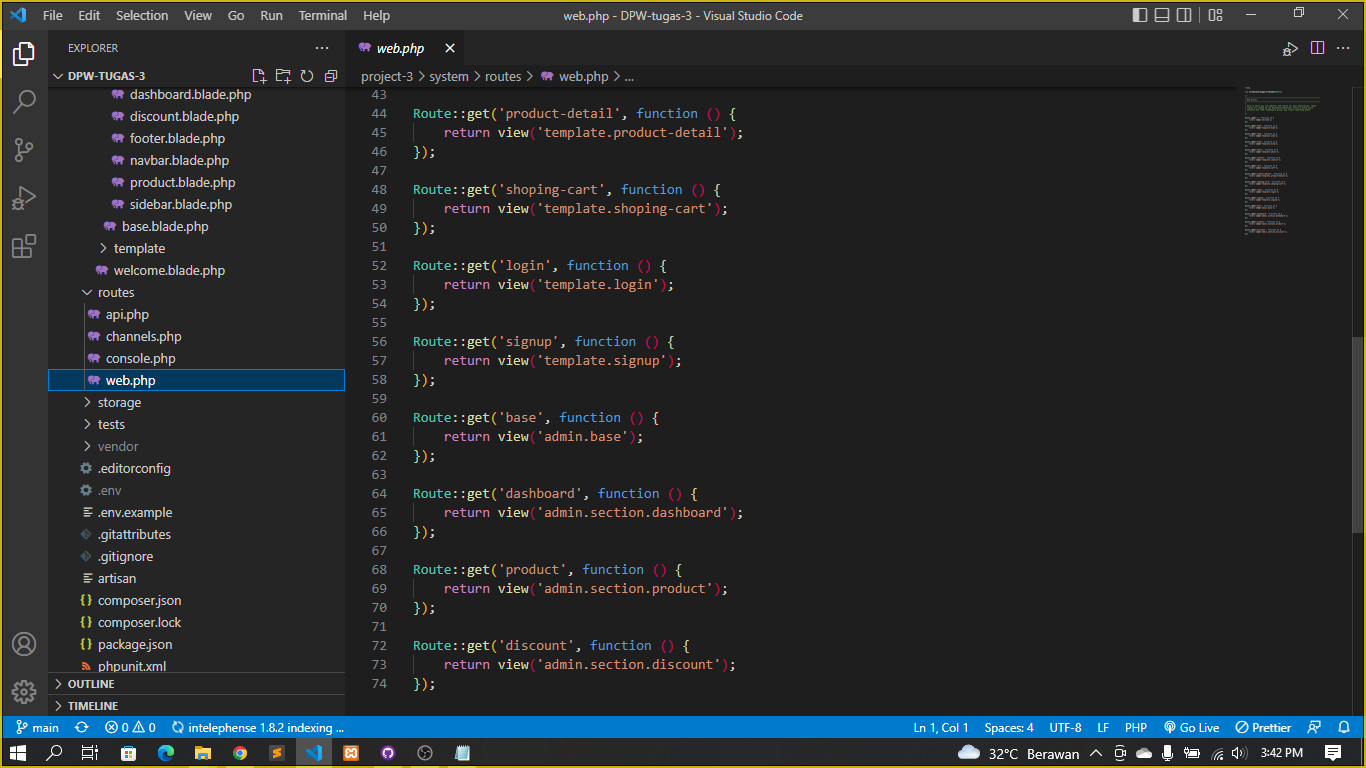 File Edit Selection View Go Run Terminal Help
web.php - DPW-tugas-3 - Visual Studio Code
EXPLORER
DPW-TUGAS-3
dashboard.blade.php
discount.blade.php
footer.blade.php
navbar.blade.php
product.blade.php
sidebar.blade.php
base.blade.php
template
welcome.blade.php
routes
api.php
channels.php
console.php
web.php
storage
tests
vendor
.editorconfig
.env
.env.example
.gitattributes
.gitignore
artisan
composer.json
composer.lock
package.json
phpunit.xml
OUTLINE
TIMELINE
web.php
project-3 > system > routes > web.php > ...
43
44 Route::get('product-detail', function () {
45     return view('template.product-detail');
46 });
47
48 Route::get('shoping-cart', function () {
49     return view('template.shoping-cart');
50 });
51
52 Route::get('login', function () {
53     return view('template.login');
54 });
55
56 Route::get('signup', function () {
57     return view('template.signup');
58 });
59
60 Route::get('base', function () {
61     return view('admin.base');
62 });
63
64 Route::get('dashboard', function () {
65     return view('admin.section.dashboard');
66 });
67
68 Route::get('product', function () {
69     return view('admin.section.product');
70 });
71
72 Route::get('discount', function () {
73     return view('admin.section.discount');
74 });
main 0 0 intelephense 1.8.2 indexing ...
Ln 1, Col 1 Spaces: 4 UTF-8 LF PHP Go Live Prettier
32°C Berawan 3:42 PM